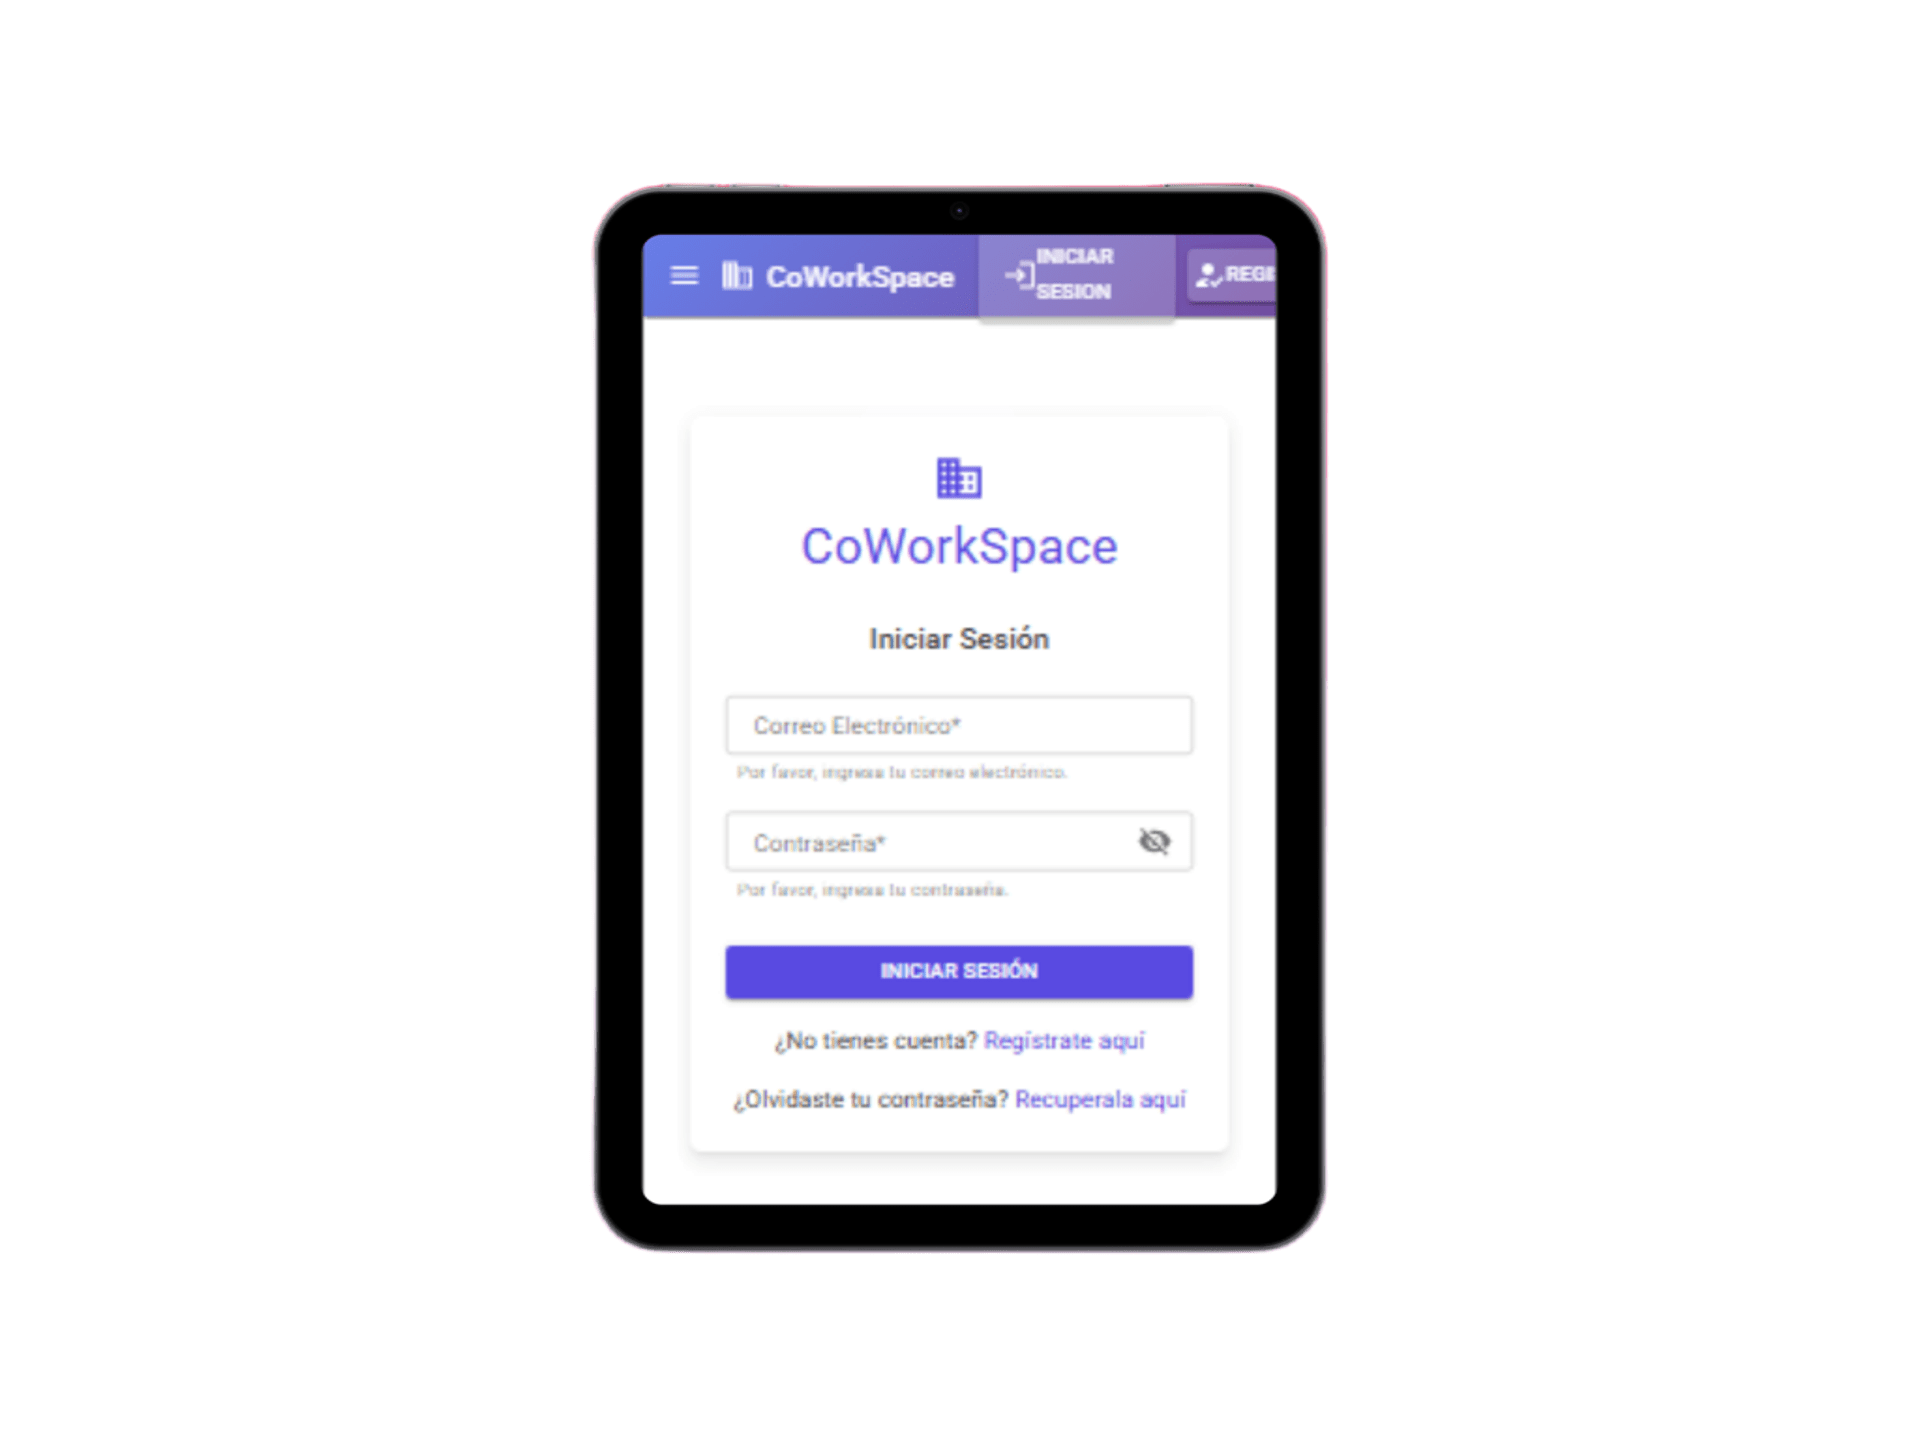 CoWorkSpace
INICIAR
SESION
REGI
CoWorkSpace
Iniciar Sesión
Correo Electrónico*
Por favor, ingresa tu correo electrónico.
Contraseña*
Por favor, ingresa tu contraseña.
INICIAR SESIÓN
¿No tienes cuenta? Regístrate aquí
¿Olvidaste tu contraseña? Recuperala aquí